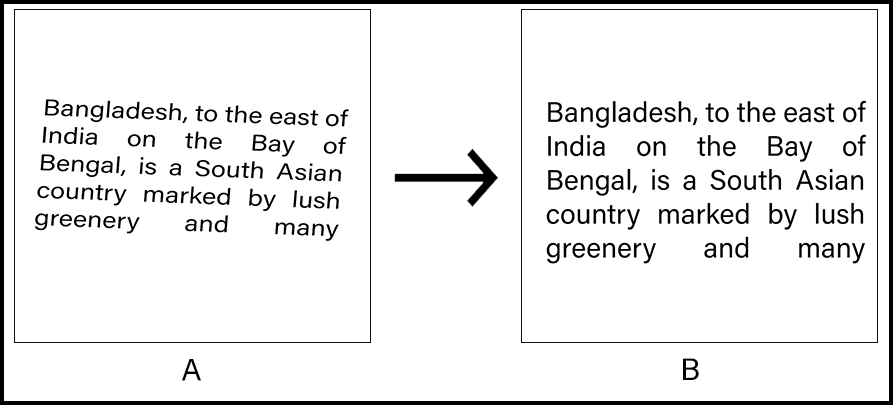 Bangladesh, to the east of
India on the Bay of
Bengal, is a South Asian
country marked by lush
greenery and many
A
Bangladesh, to the east of
India on the Bay of
Bengal, is a South Asian
country marked by lush
greenery and many
B